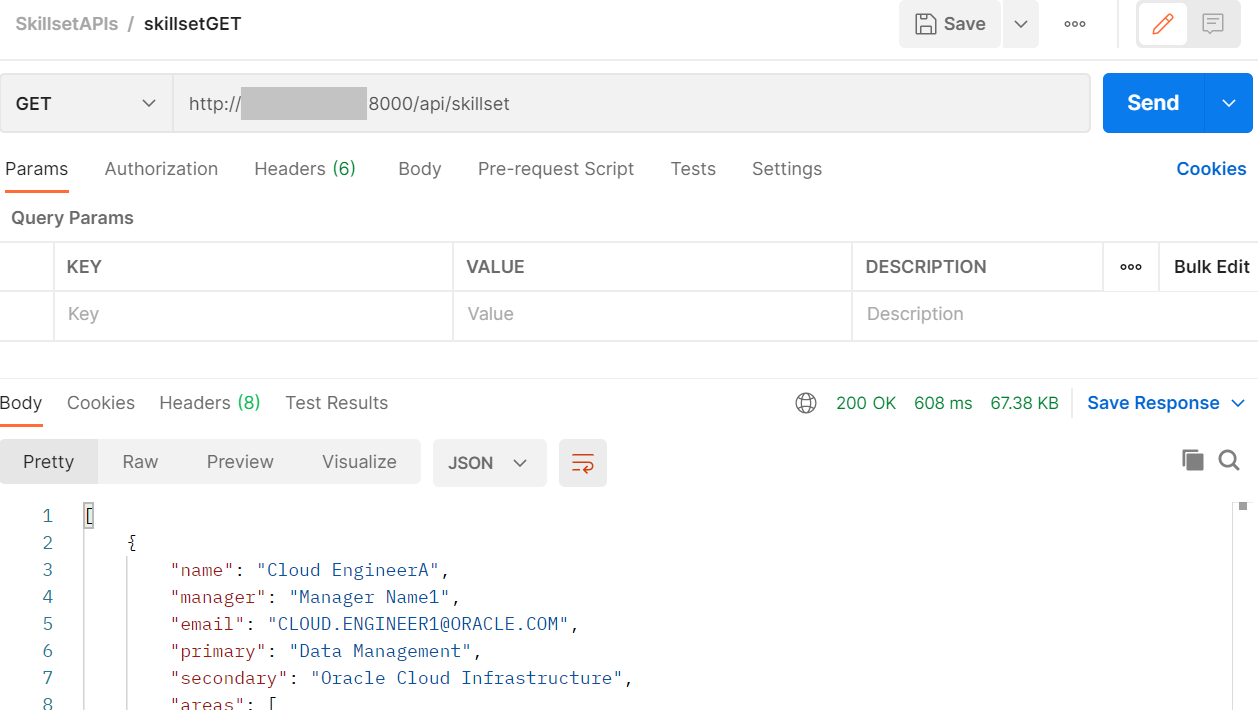 SkillsetAPIs / skillsetGET Save ooo
GET http:// 8000/api/skillset Send
Params Authorization Headers (6) Body Pre-request Script Tests Settings Cookies
Query Params
KEY VALUE DESCRIPTION ooo Bulk Edit
Key Value Description
Body Cookies Headers (8) Test Results 200 OK 608 ms 67.38 KB Save Response
Pretty Raw Preview Visualize JSON
1 [
2 {
3 "name": "Cloud EngineerA",
4 "manager": "Manager Name1",
5 "email": "CLOUD.ENGINEER1@ORACLE.COM",
6 "primary": "Data Management",
7 "secondary": "Oracle Cloud Infrastructure",
8 "areas": [